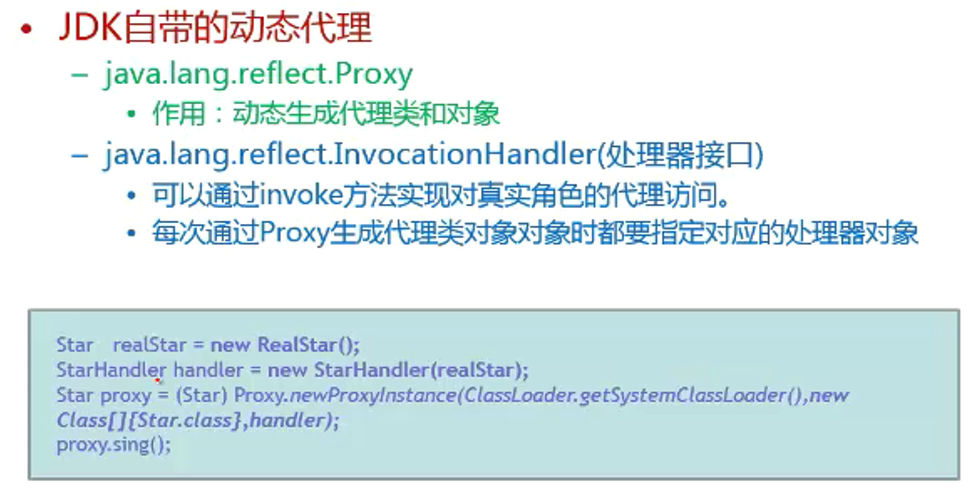 • JDK自带的动态代理
– java.lang.reflect.Proxy
• 作用：动态生成代理类和对象
– java.lang.reflect.InvocationHandler(处理器接口)
• 可以通过invoke方法实现对真实角色的代理访问。
• 每次通过Proxy生成代理类对象对象时都要指定对应的处理器对象
Star realStar = new RealStar();
StarHandler handler = new StarHandler(realStar);
Star proxy = (Star) Proxy.newProxyInstance(ClassLoader.getSystemClassLoader(),new
Class[]{Star.class},handler);
proxy.sing();